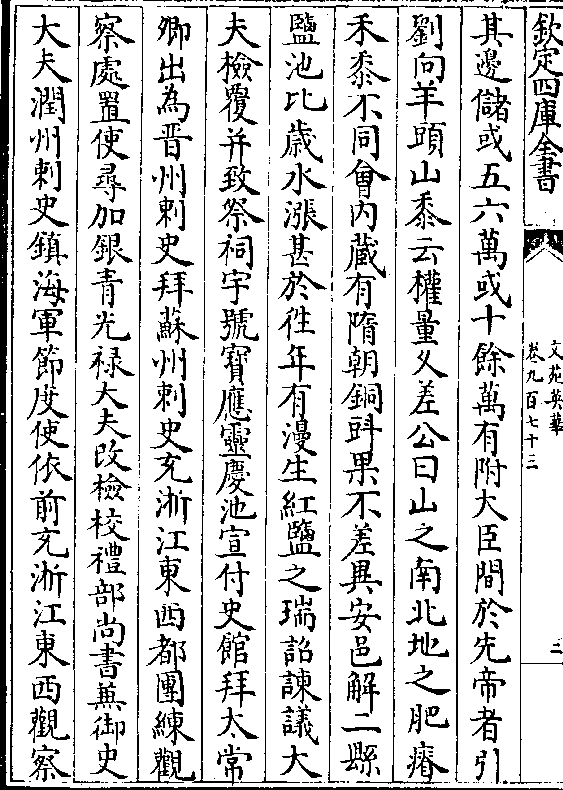 欽定四庫全書
文苑英華
卷九百七十三
二
其邊儲或五六萬或十餘萬有附大臣間於先帝者引
劉向羊頭山黍云權量乆差公曰山之南北地之肥瘠
禾黍不同會内蔵有隋朝銅㪷果不差異安邑解二縣
鹽池比歲水漲甚於徃年有漫生紅鹽之瑞詔諫議大
夫檢覆并致祭祠宇號寶應靈慶池宣付史館拜太常
卿出為晋州刺史拜蘇州刺史充淛江東西都團練觀
察處置使尋加銀青光禄大夫改檢校禮部尚書兼御史
大夫潤州刺史鎮海軍節度使依前充淛江東西觀察